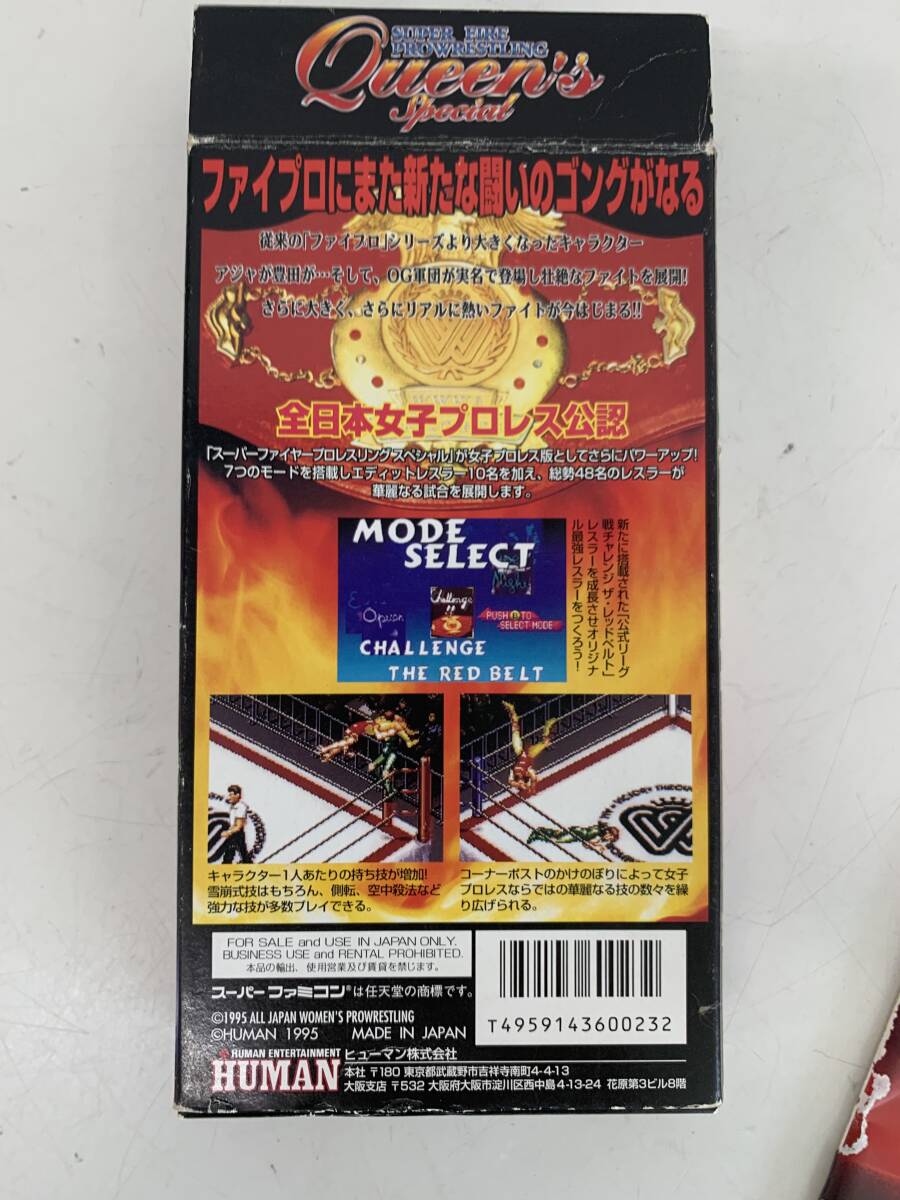 SUPER FIRE
PROWRESTLING
Queen's
Special
ファイプロにまた新たな闘いのゴングがなる
従来の「ファイプロ」シリーズより大きくなったキャラクター
アジャが豊田が…そして、OG軍団が実名で登場し壮絶なファイトを展開!
さらに大きく、さらにリアルに熱いファイトが今はじまる!!
全日本女子プロレス公認
「スーパーファイヤープロレスリングスペシャル」が女子プロレス版としてさらにパワーアップ!
7つのモードを搭載しエディットレスラー10名を加え、総勢48名のレスラーが
華麗なる試合を展開します。
MODE
SELECT
Night
Challenge
!!
Option
PUSH B TO
SELECT MODE
CHALLENGE
THE RED BELT
新たに搭載された「公式リーグ
戦チャレンジ ザ・レッドベルト」
レスラーを成長させオリジナ
ル最強レスラーをつくろう!
VICTORY THROUGH
キャラクター1人あたりの持ち技が増加!
雪崩式技はもちろん、側転、空中殺法など
強力な技が多数プレイできる。
コーナーポストのかけのぼりによって女子
プロレスならではの華麗なる技の数々を繰
り広げられる。
FOR SALE and USE IN JAPAN ONLY.
BUSINESS USE and RENTAL PROHIBITED.
本品の輸出、使用営業及び賃貸を禁じます。
スーパーファミコン®は任天堂の商標です。
©1995 ALL JAPAN WOMEN'S PROWRESTLING
©HUMAN 1995 MADE IN JAPAN
T4959143600232
HUMAN ENTERTAINMENT
HUMAN
ヒューマン株式会社
本社 〒180 東京都武蔵野市吉祥寺南町4-4-13
大阪支店 〒532 大阪府大阪市淀川区西中島4-13-24 花原第3ビル8階